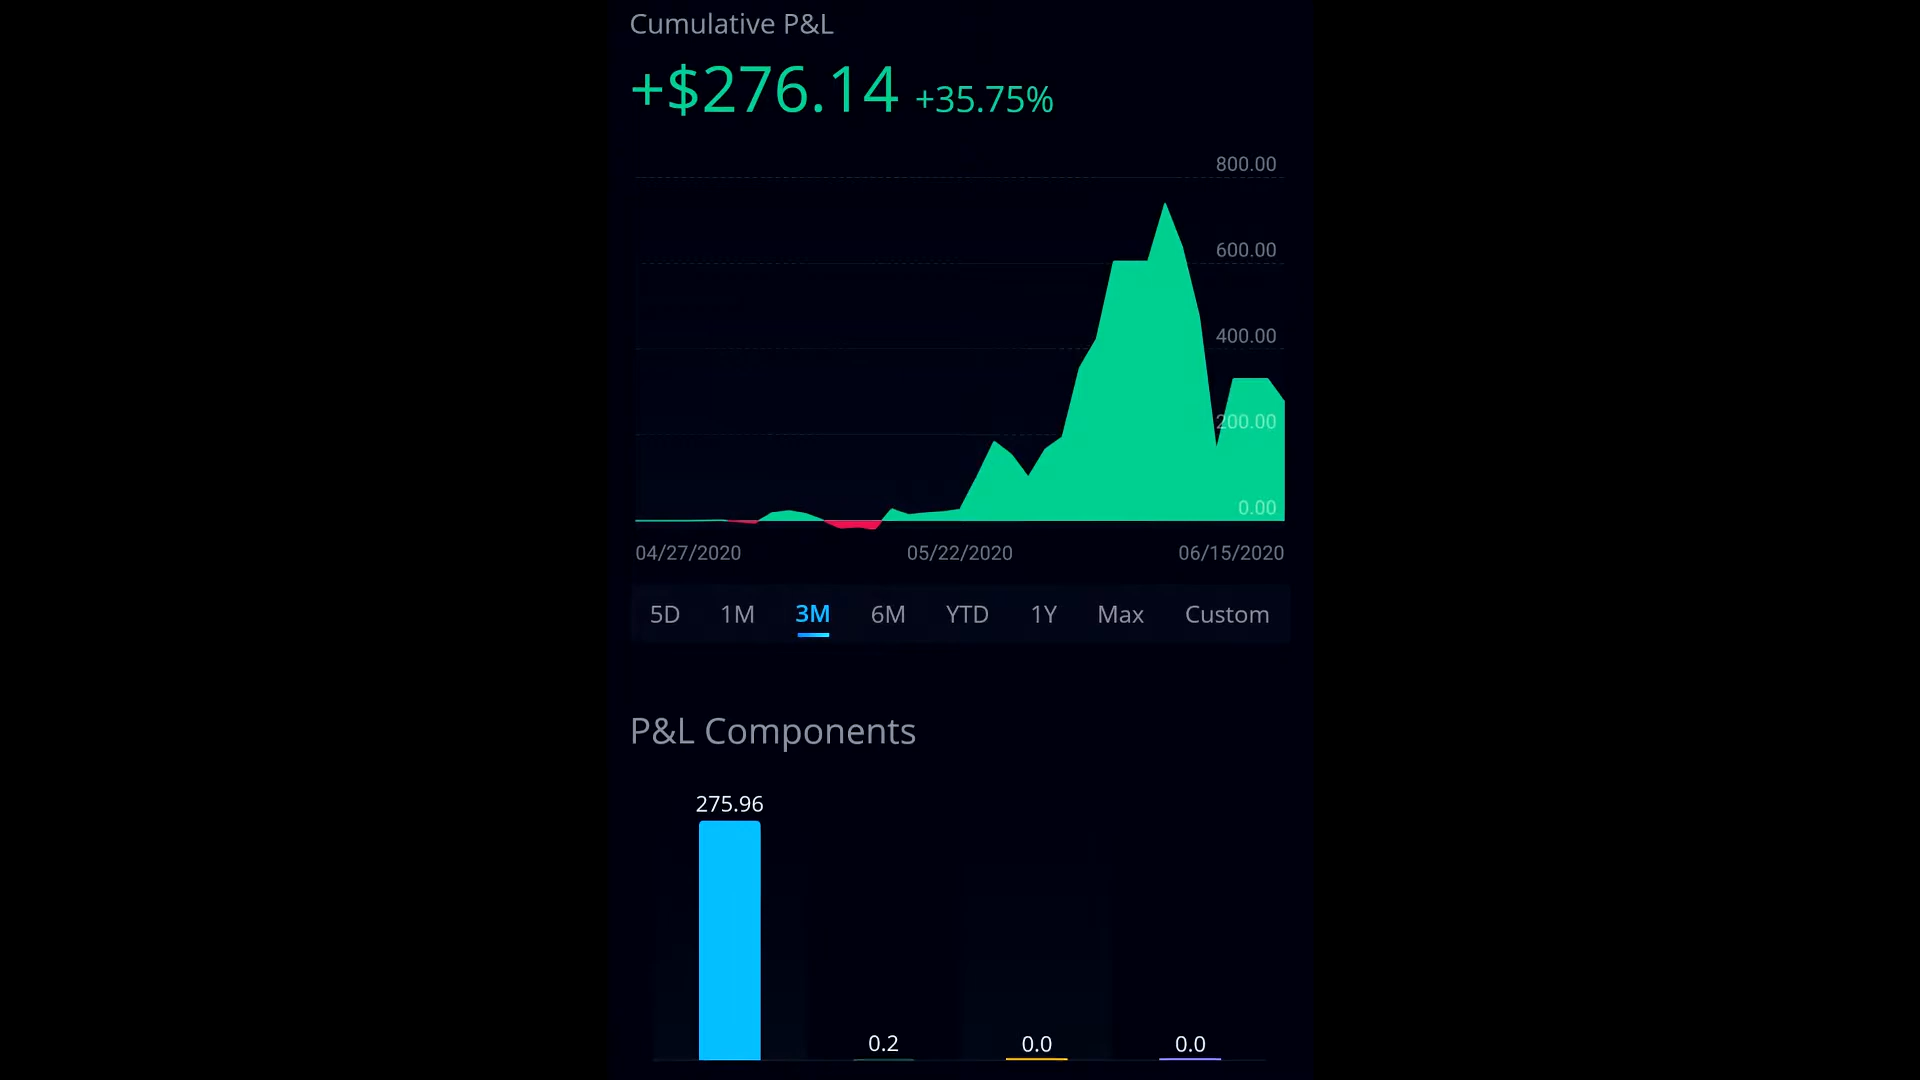 Cumulative P&L
+$276.14 +35.75%
800.00
600.00
400.00
200.00
0.00
04/27/2020 05/22/2020 06/15/2020
5D 1M 3M 6M YTD 1Y Max Custom
P&L Components
275.96
0.2 0.0 0.0